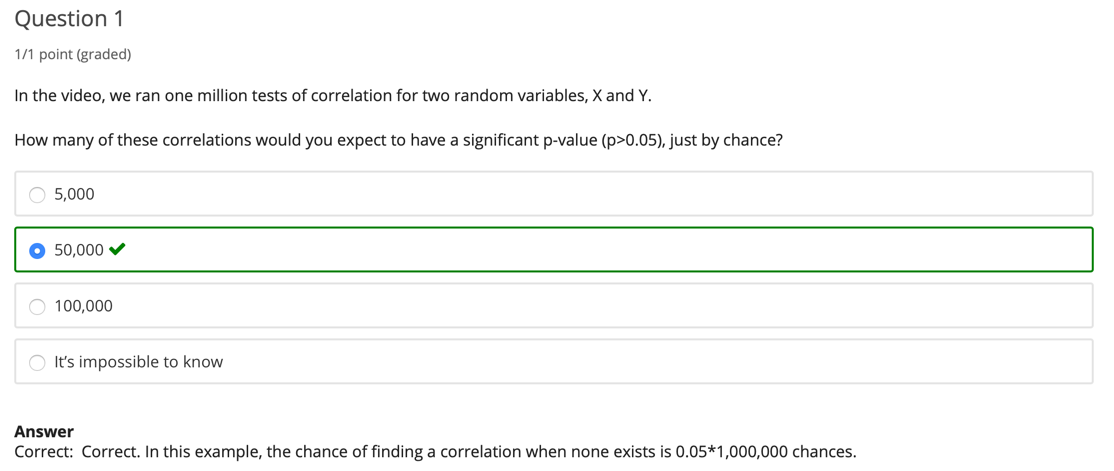 Question 1
1/1 point (graded)
In the video, we ran one million tests of correlation for two random variables, X and Y.
How many of these correlations would you expect to have a significant p-value (p>0.05), just by chance?
5,000
50,000
100,000
It's impossible to know
Answer
Correct: Correct. In this example, the chance of finding a correlation when none exists is 0.05*1,000,000 chances.